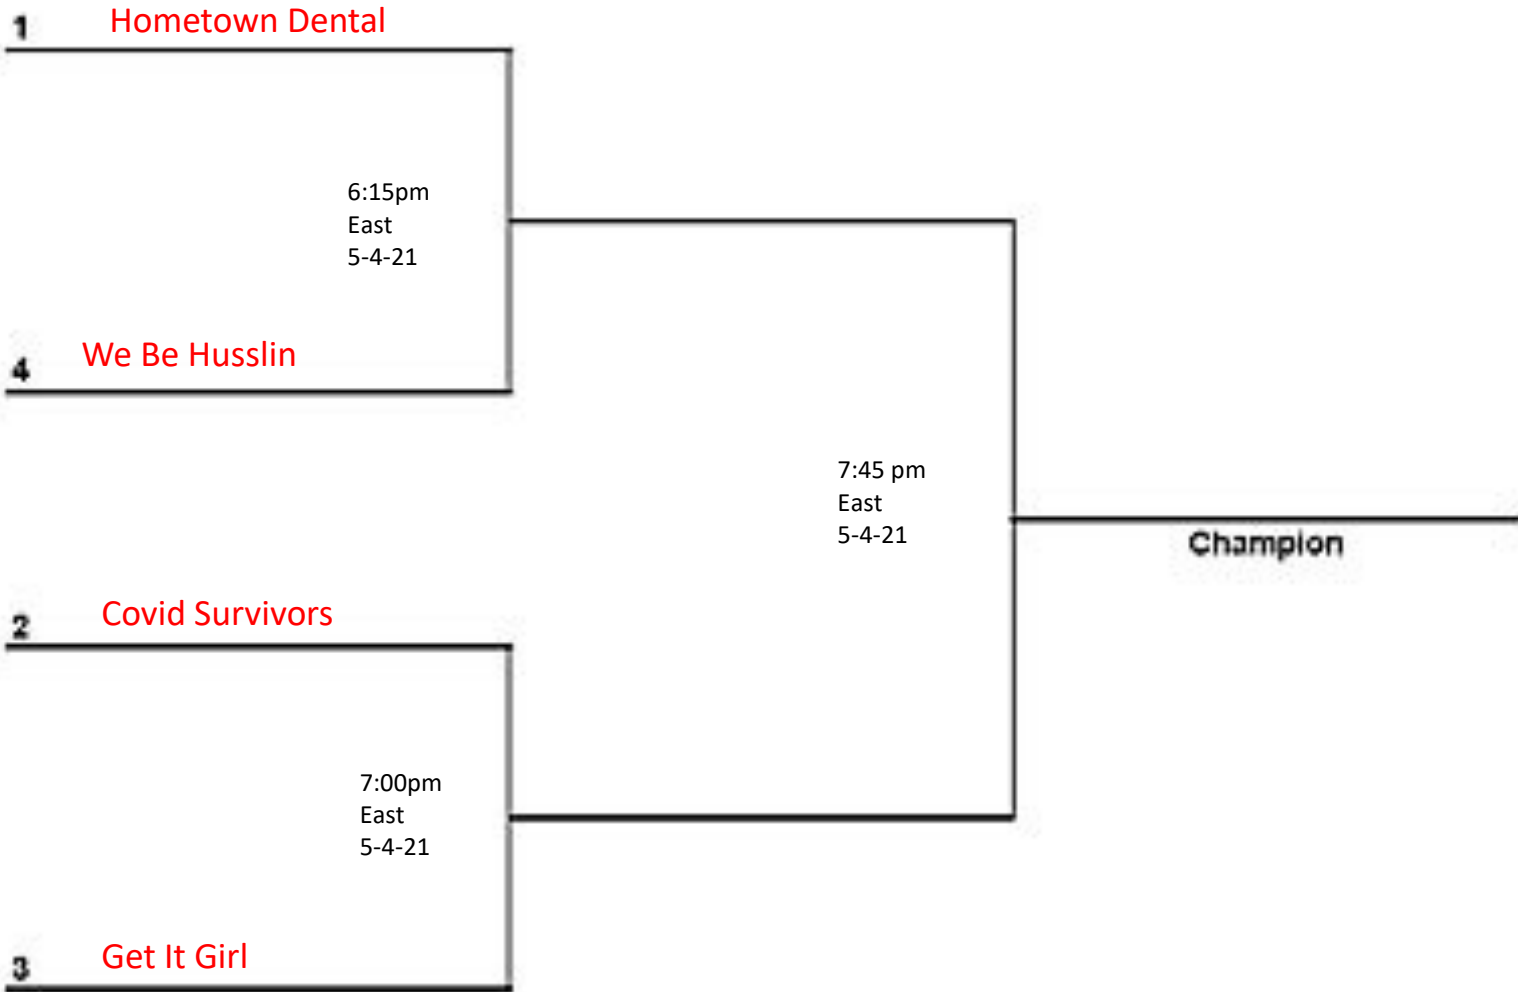 1 Hometown Dental
6:15pm
East
5-4-21
4 We Be Husslin
7:45 pm
East
5-4-21
Champion
2 Covid Survivors
7:00pm
East
5-4-21
3 Get It Girl